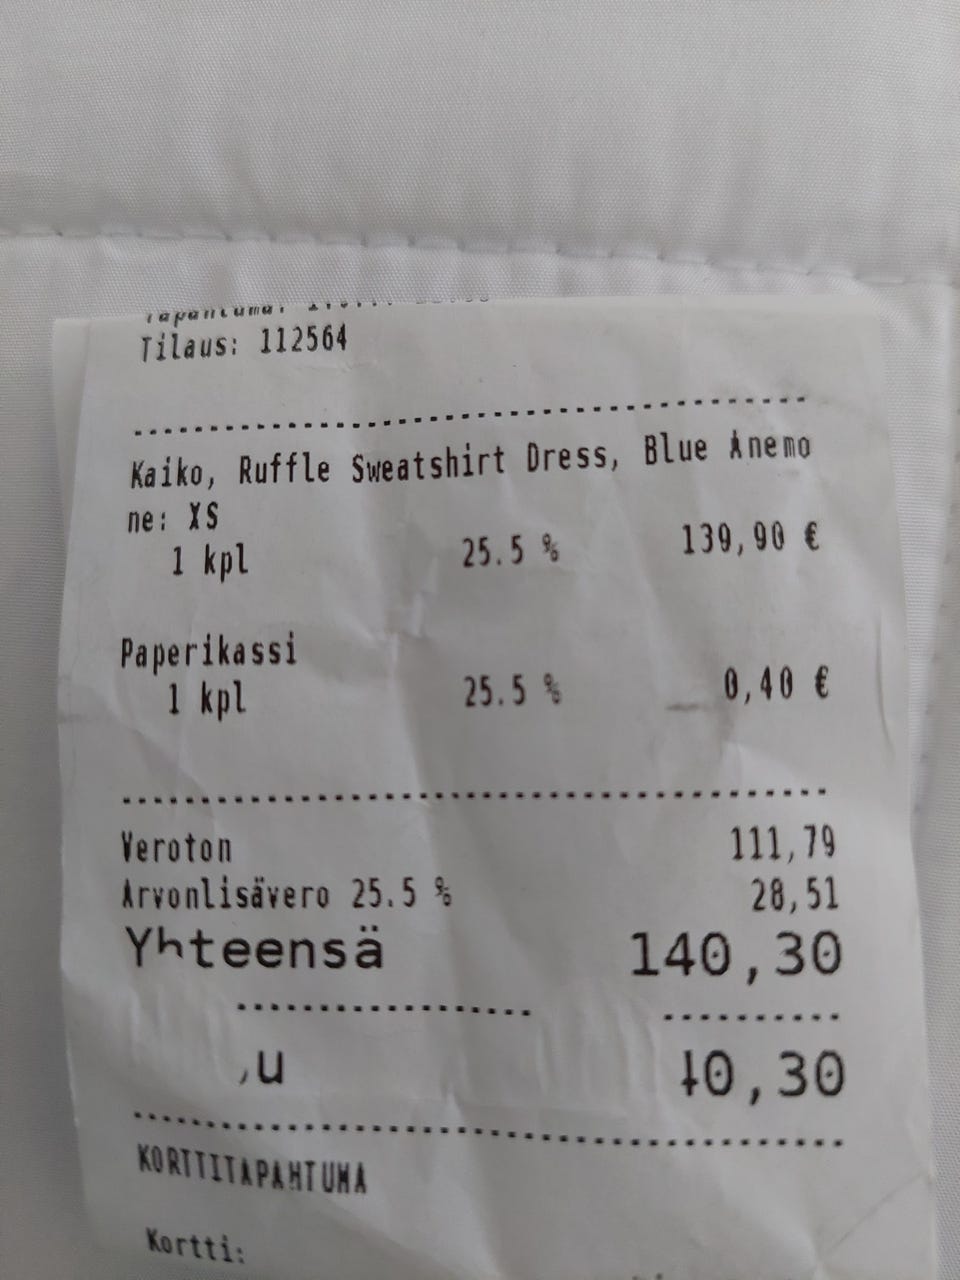 Tilaus: 112564
Kaiko, Ruffle Sweatshirt Dress, Blue Anemo
ne: XS
1 kpl 25.5 % 139,90 €
Paperikassi
1 kpl 25.5 % 0,40 €
Veroton 111,79
Arvonlisävero 25.5 % 28,51
Yhteensä 140,30
KORTTITAPAHTUMA
Kortti: